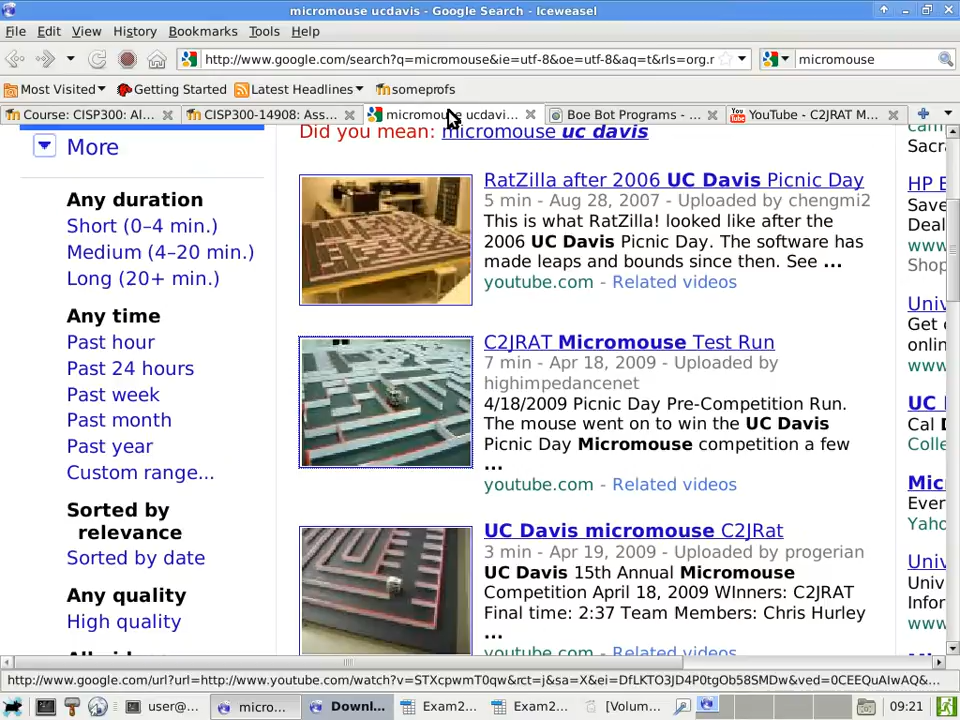 micromouse ucdavis - Google Search - Iceweasel
File Edit View History Bookmarks Tools Help
http://www.google.com/search?q=micromouse&ie=utf-8&oe=utf-8&aq=t&rls=org.r
micromouse
Most Visited Getting Started Latest Headlines someprofs
Course: CISP300: Al... CISP300-14908: Ass... micromouse ucdavi... Boe Bot Programs - ... YouTube - C2JRAT M...
Did you mean: micromouse uc davis
More
Any duration
Short (0–4 min.)
Medium (4–20 min.)
Long (20+ min.)
Any time
Past hour
Past 24 hours
Past week
Past month
Past year
Custom range...
Sorted by
relevance
Sorted by date
Any quality
High quality
RatZilla after 2006 UC Davis Picnic Day
5 min - Aug 28, 2007 - Uploaded by chengmi2
This is what RatZilla! looked like after the
2006 UC Davis Picnic Day. The software has
made leaps and bounds since then. See ...
youtube.com - Related videos
C2JRAT Micromouse Test Run
7 min - Apr 18, 2009 - Uploaded by
highimpedancenet
4/18/2009 Picnic Day Pre-Competition Run.
The mouse went on to win the UC Davis
Picnic Day Micromouse competition a few
...
youtube.com - Related videos
UC Davis micromouse C2JRat
3 min - Apr 19, 2009 - Uploaded by progerian
UC Davis 15th Annual Micromouse
Competition April 18, 2009 WInners: C2JRAT
Final time: 2:37 Team Members: Chris Hurley
...
youtube.com - Related videos
Sacra
HP E
Save
Deal
www
Shop
Univ
Get
onlin
www
UC
Cal
Colle
Mic
Ever
Yaho
Univ
Univ
Infor
www
http://www.google.com/url?url=http://www.youtube.com/watch?v=STXcpwmT0qw&rct=j&sa=X&ei=DfLKTO3JD4P0tgOb58SMDw&ved=0CEEQuAIwAQ&...
user@... micro... Downl... Exam2... Exam2... [Volum... 09:21